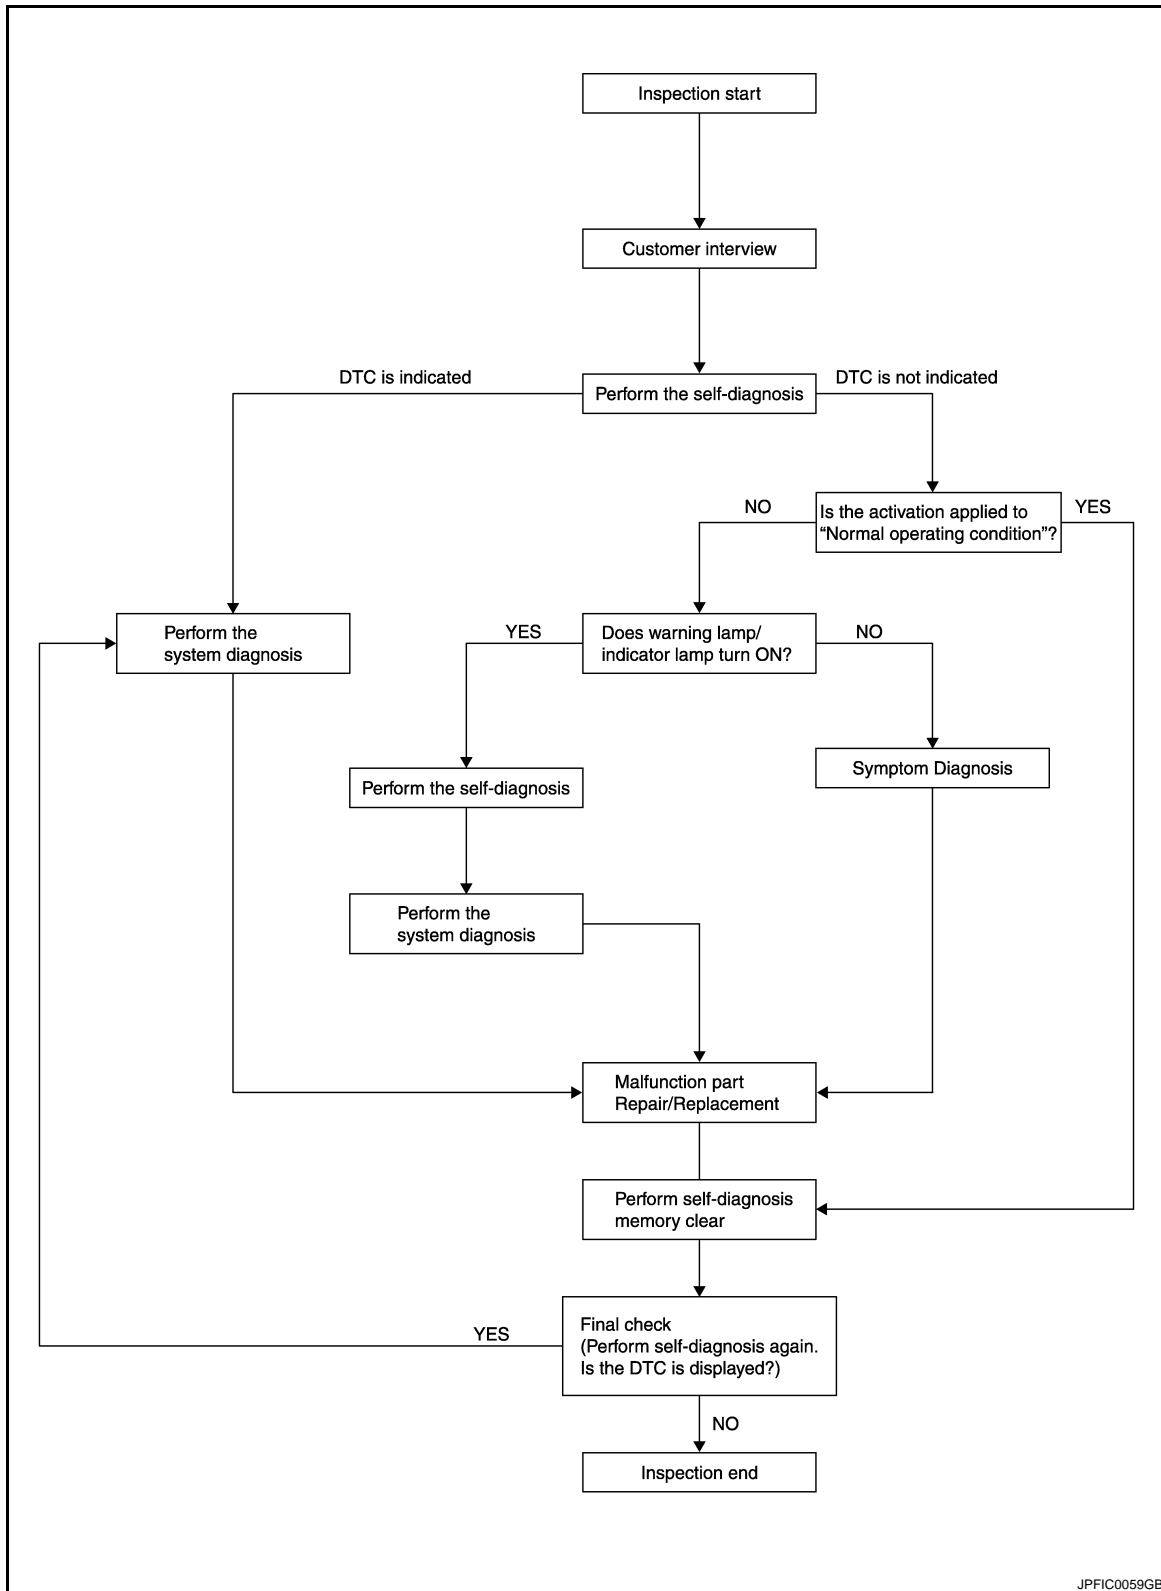 Inspection start
Customer interview
DTC is indicated
DTC is not indicated
Perform the self-diagnosis
NO
Is the activation applied to
“Normal operating condition”?
YES
Perform the
system diagnosis
YES
Does warning lamp/
indicator lamp turn ON?
NO
Perform the self-diagnosis
Symptom Diagnosis
Perform the
system diagnosis
Malfunction part
Repair/Replacement
Perform self-diagnosis
memory clear
YES
Final check
(Perform self-diagnosis again.
Is the DTC is displayed?)
NO
Inspection end
JPFIC0059GB